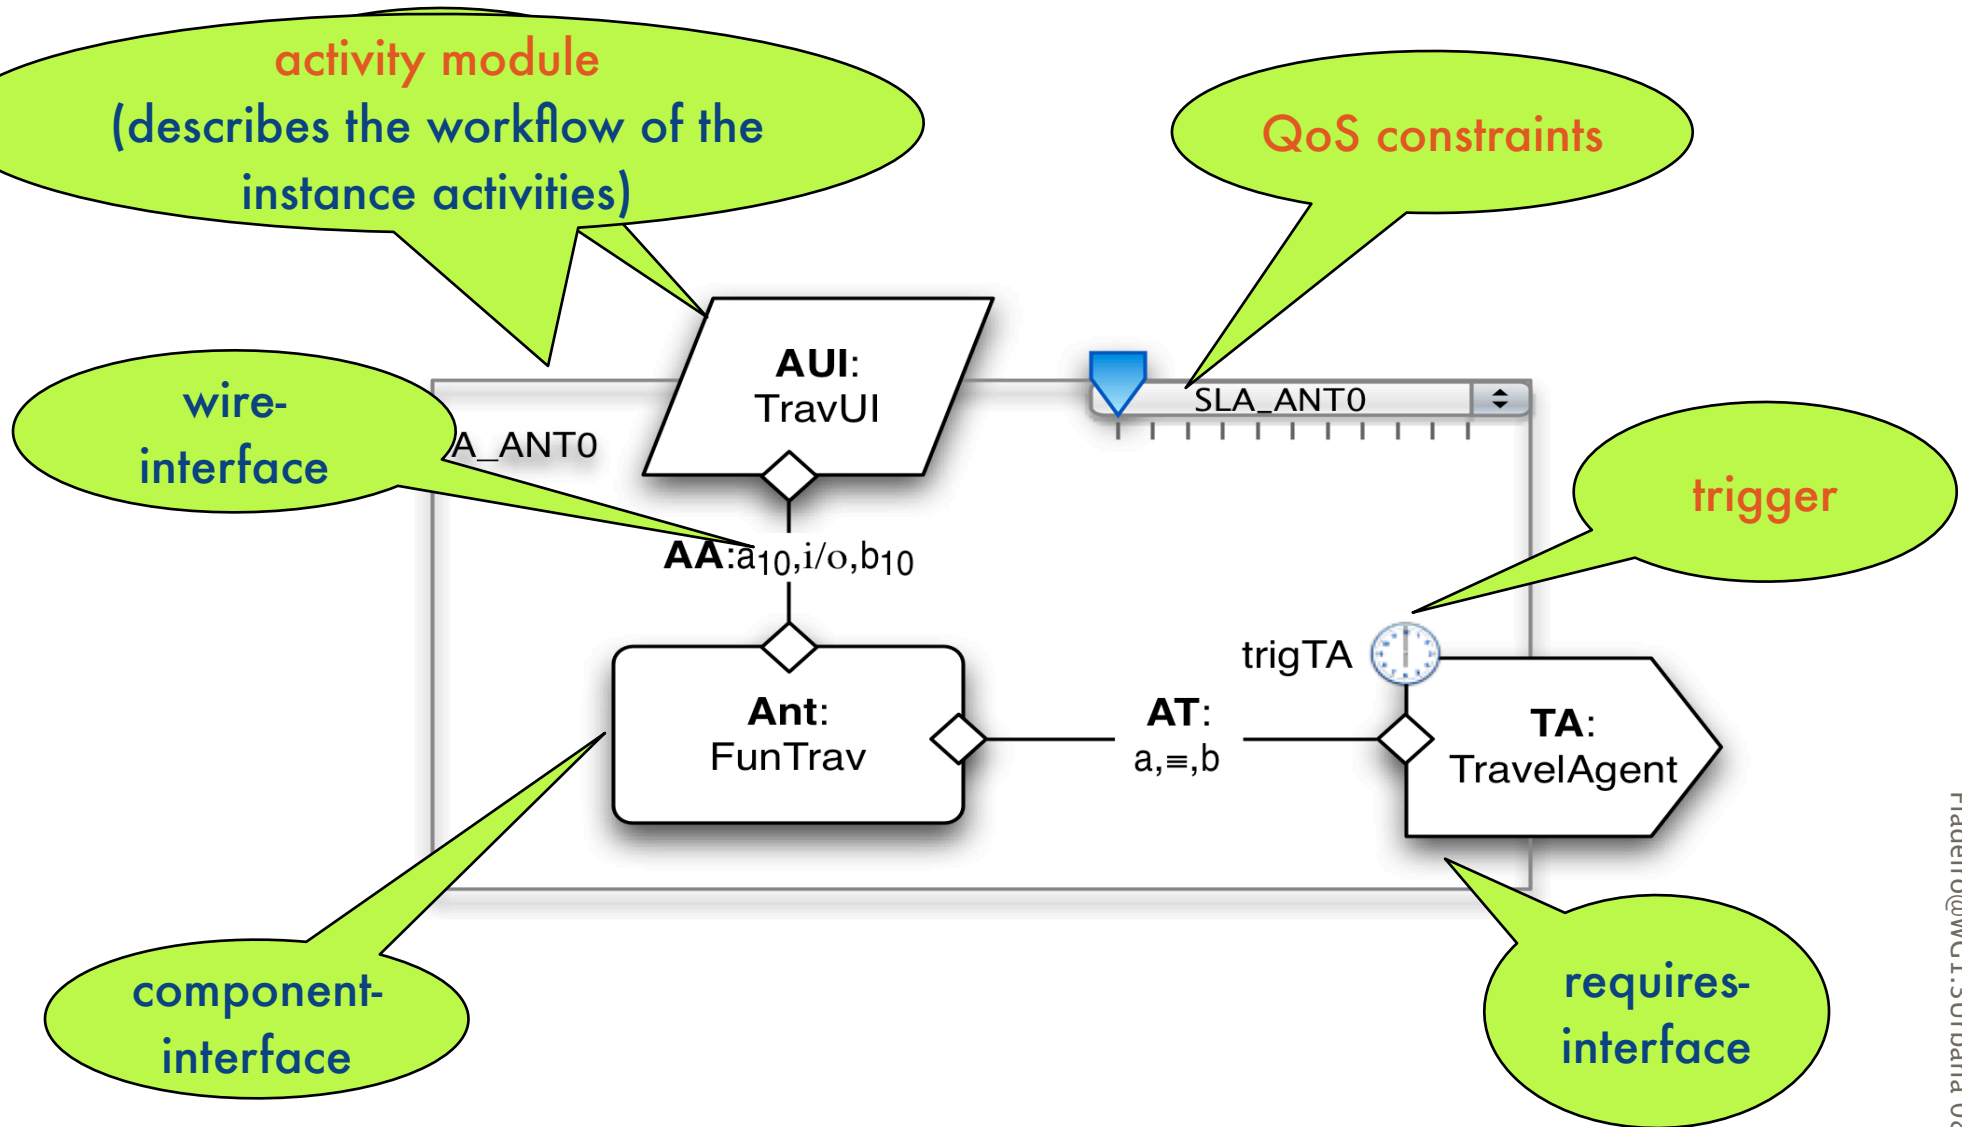 activity module
(describes the workflow of the
instance activities)
QoS constraints
AUI:
TravUI
SLA_ANT0
wire-
interface
A_ANT0
trigger
AA:a10,i/o,b10
trigTA
Ant:
FunTrav
AT:
a,≡,b
TA:
TravelAgent
component-
interface
requires-
interface